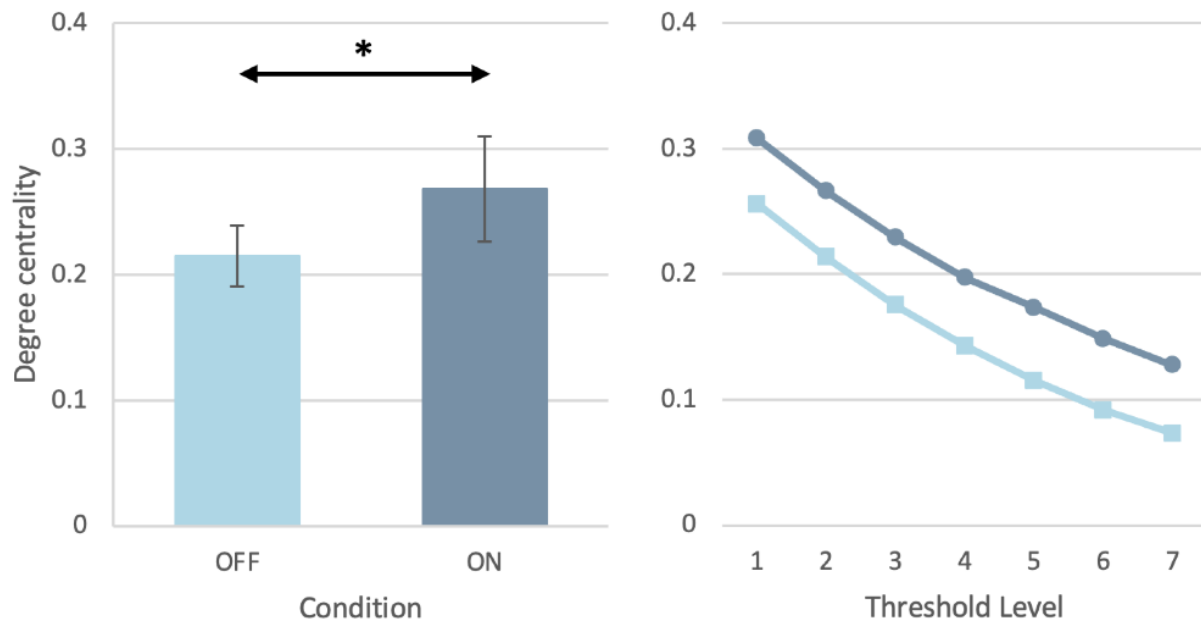 Degree centrality
0.4
0.3
0.2
0.1
0
*
OFF ON
Condition
0.4
0.3
0.2
0.1
0
1 2 3 4 5 6 7
Threshold Level